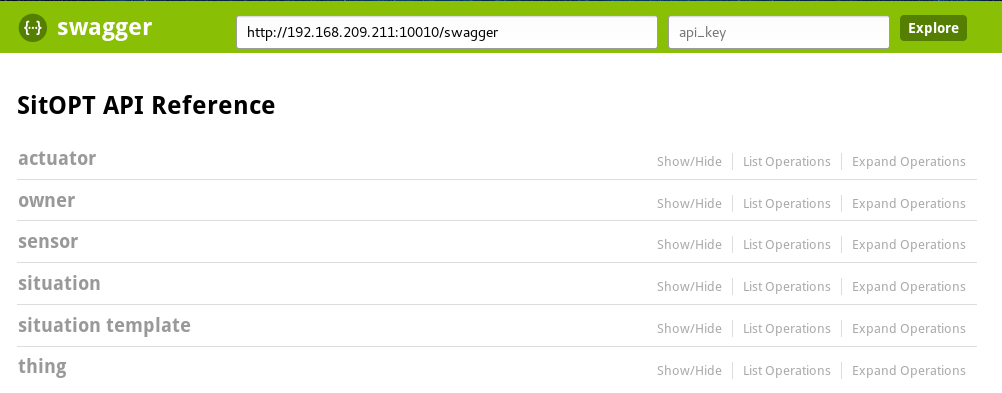 {··} swagger http://192.168.209.211:10010/swagger api_key Explore
SitOPT API Reference
actuator Show/Hide List Operations Expand Operations
owner Show/Hide List Operations Expand Operations
sensor Show/Hide List Operations Expand Operations
situation Show/Hide List Operations Expand Operations
situation template Show/Hide List Operations Expand Operations
thing Show/Hide List Operations Expand Operations